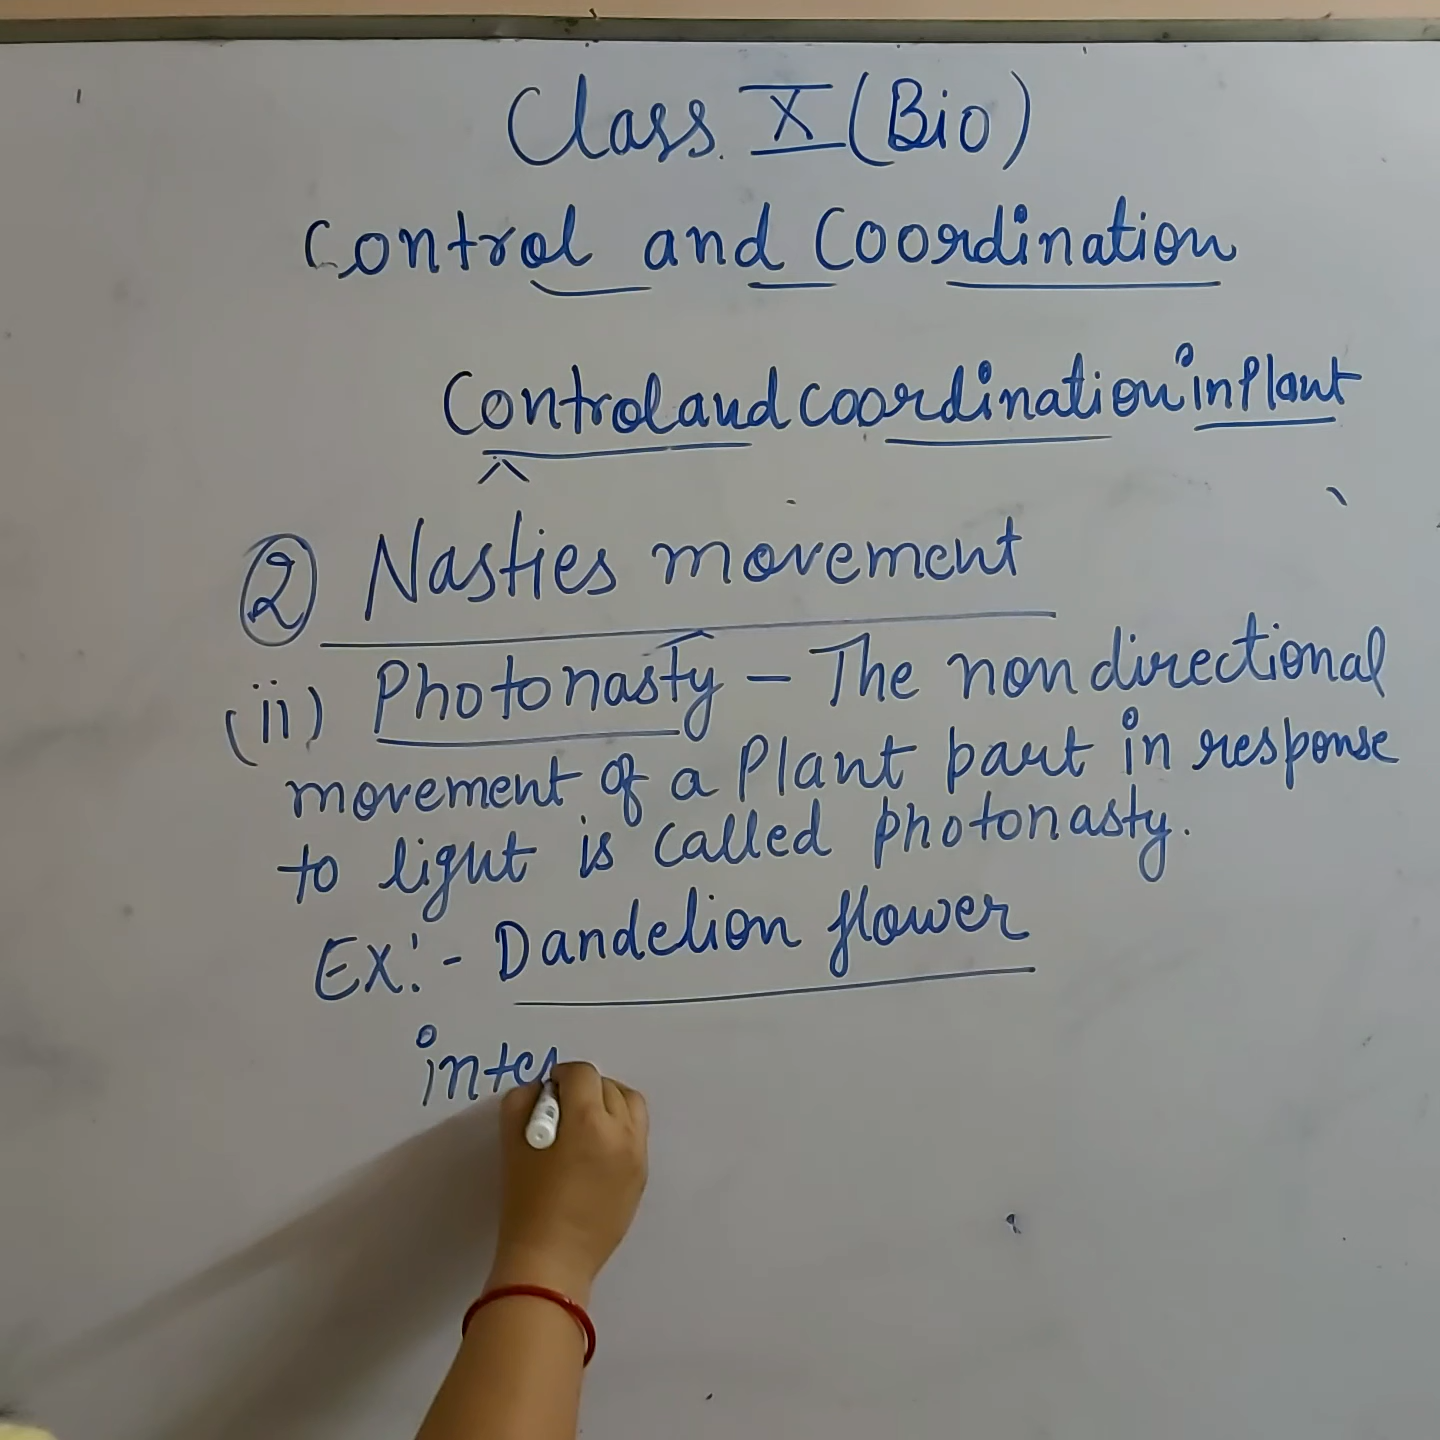 Class X (Bio)
Control and Coordination
Control and coordination in Plant
② Nasties movement
(ii) Photonasty – The non directional
movement of a Plant part in response
to light is called photonasty.
Ex:- Dandelion flower